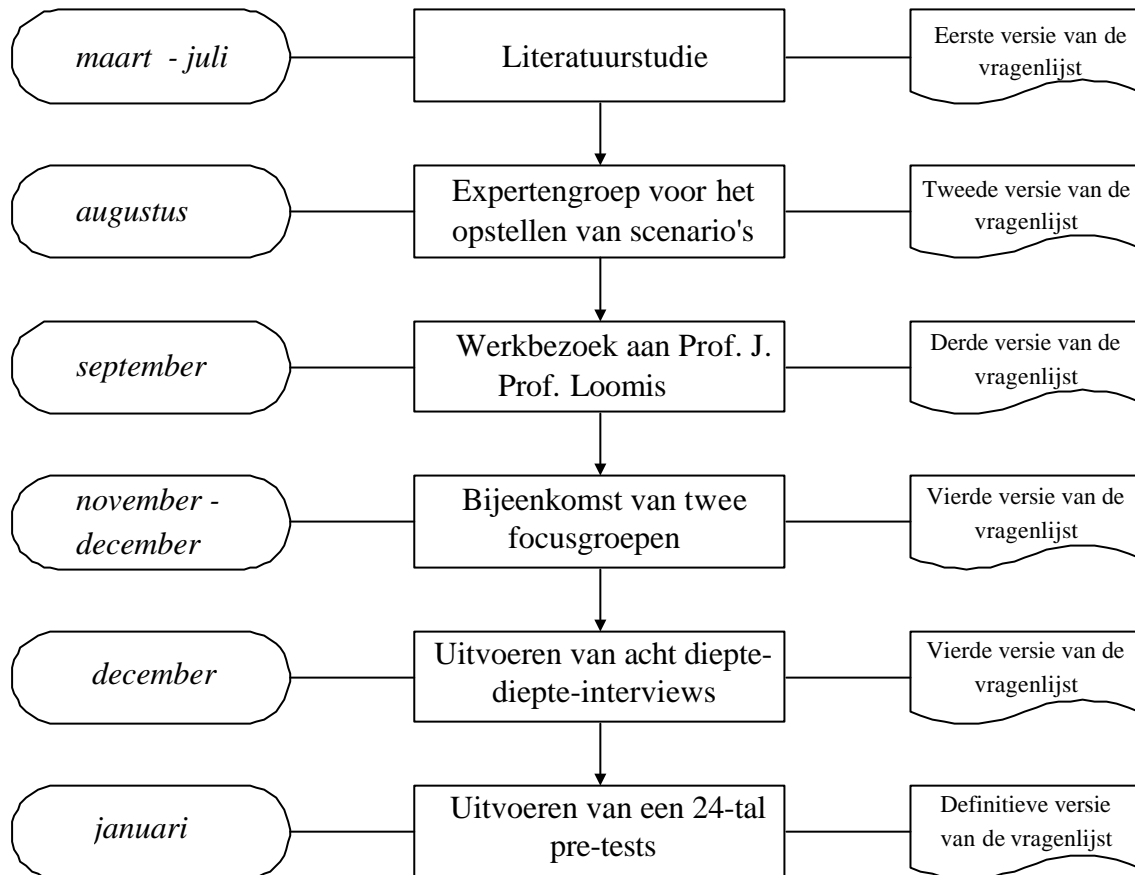 maart - juli
Literatuurstudie
Eerste versie van de
vragenlijst
augustus
Expertengroep voor het
opstellen van scenario's
Tweede versie van de
vragenlijst
september
Werkbezoek aan Prof. J.
Prof. Loomis
Derde versie van de
vragenlijst
november -
december
Bijeenkomst van twee
focusgroepen
Vierde versie van de
vragenlijst
december
Uitvoeren van acht diepte-
diepte-interviews
Vierde versie van de
vragenlijst
januari
Uitvoeren van een 24-tal
pre-tests
Definitieve versie
van de vragenlijst